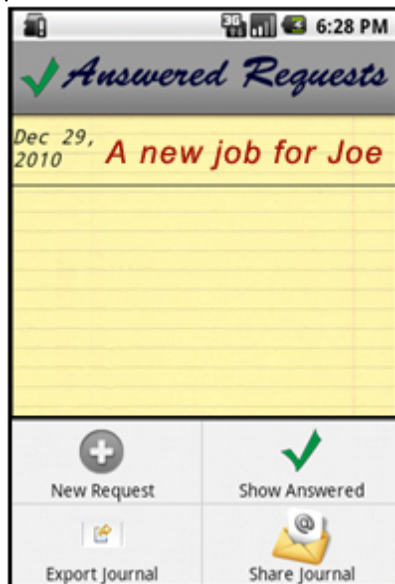 3G
6:28 PM
Answered Requests
Dec 29,
2010
A new job for Joe
New Request
Show Answered
@
Export Journal
Share Journal